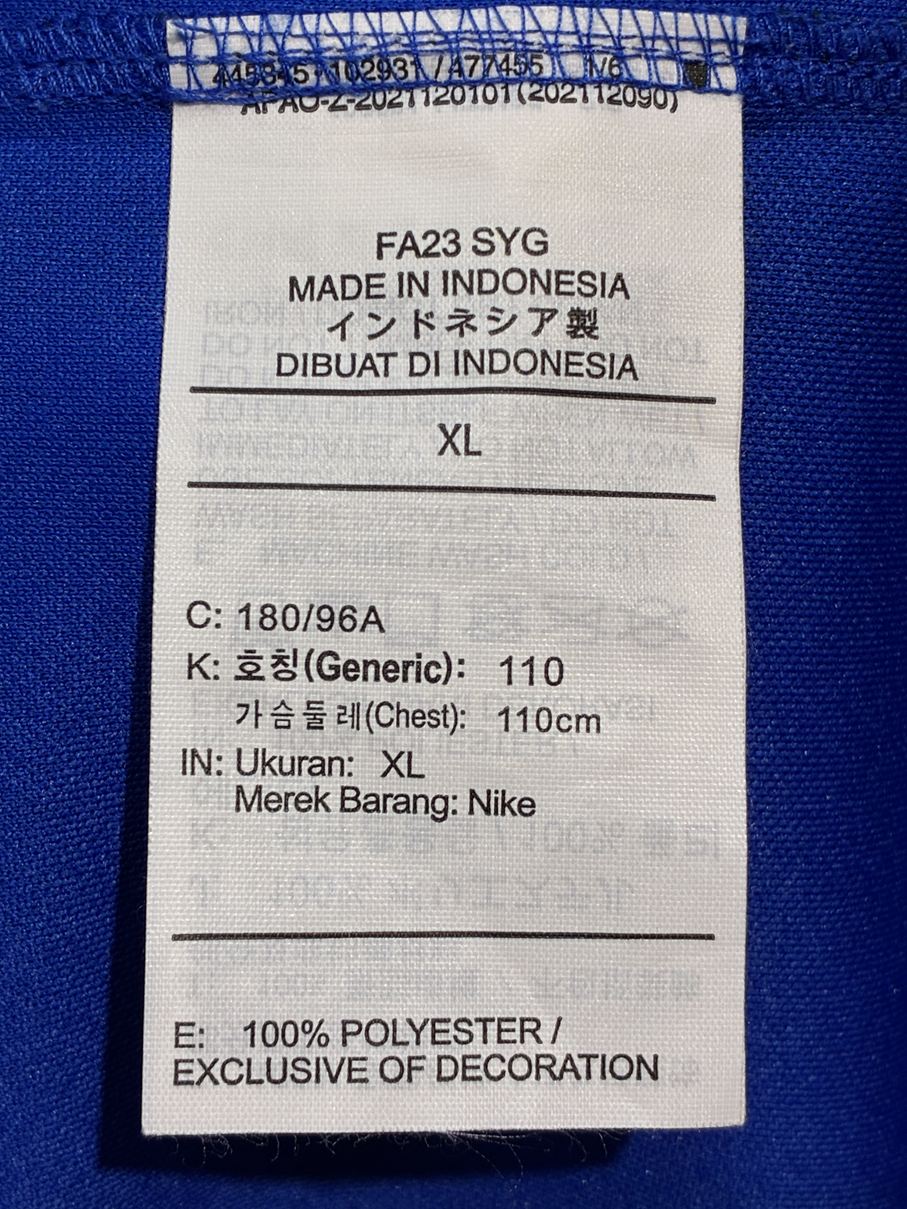 445345 102931 / 477455 1/6
APAO-Z-2021120101(202112090)
FA23 SYG
MADE IN INDONESIA
インドネシア製
DIBUAT DI INDONESIA
XL
C: 180/96A
K: 호칭(Generic): 110
가슴둘레(Chest): 110cm
IN: Ukuran: XL
Merek Barang: Nike
E: 100% POLYESTER /
EXCLUSIVE OF DECORATION